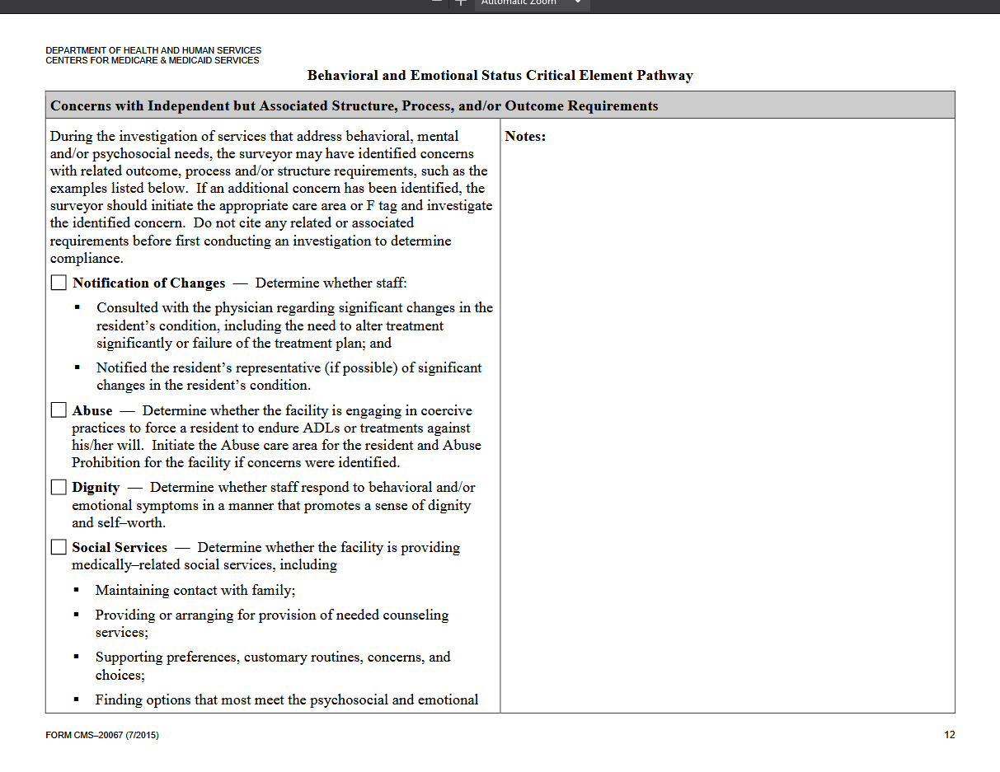 Automatic Zoom
DEPARTMENT OF HEALTH AND HUMAN SERVICES
CENTERS FOR MEDICARE & MEDICAID SERVICES
Behavioral and Emotional Status Critical Element Pathway
Concerns with Independent but Associated Structure, Process, and/or Outcome Requirements
During the investigation of services that address behavioral, mental
and/or psychosocial needs, the surveyor may have identified concerns
with related outcome, process and/or structure requirements, such as the
examples listed below.  If an additional concern has been identified, the
surveyor should initiate the appropriate care area or F tag and investigate
the identified concern.  Do not cite any related or associated
requirements before first conducting an investigation to determine
compliance.
Notification of Changes — Determine whether staff:
▪ Consulted with the physician regarding significant changes in the
resident’s condition, including the need to alter treatment
significantly or failure of the treatment plan; and
▪ Notified the resident’s representative (if possible) of significant
changes in the resident’s condition.
Abuse — Determine whether the facility is engaging in coercive
practices to force a resident to endure ADLs or treatments against
his/her will.  Initiate the Abuse care area for the resident and Abuse
Prohibition for the facility if concerns were identified.
Dignity — Determine whether staff respond to behavioral and/or
emotional symptoms in a manner that promotes a sense of dignity
and self–worth.
Social Services — Determine whether the facility is providing
medically–related social services, including
▪ Maintaining contact with family;
▪ Providing or arranging for provision of needed counseling
services;
▪ Supporting preferences, customary routines, concerns, and
choices;
▪ Finding options that most meet the psychosocial and emotional
Notes:
FORM CMS–20067 (7/2015)
12